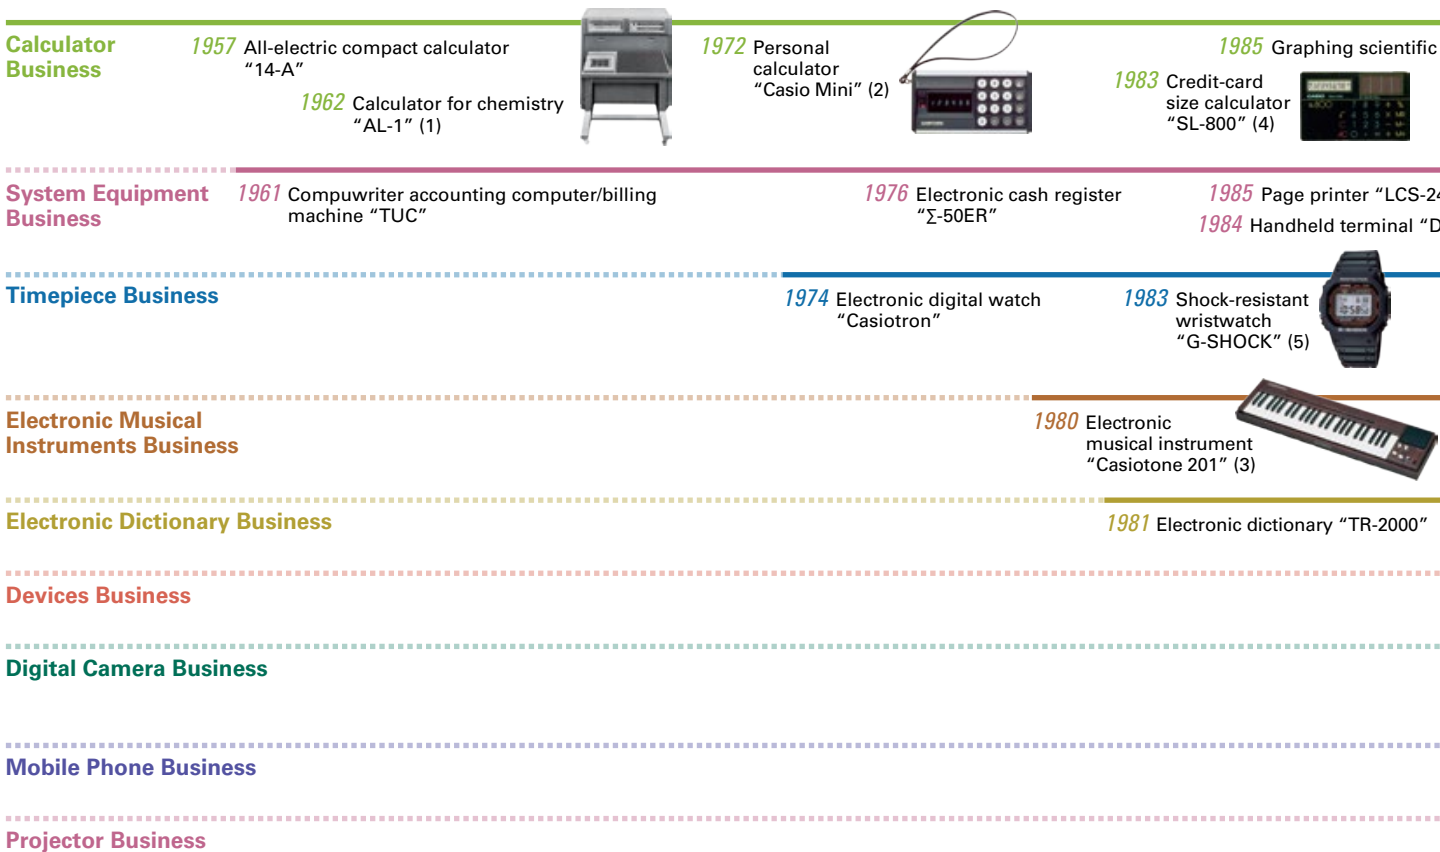 Calculator
Business
1957 All-electric compact calculator
“14-A”
1962 Calculator for chemistry
“AL-1” (1)
1972 Personal
calculator
“Casio Mini” (2)
1985 Graphing scientific
1983 Credit-card
size calculator
“SL-800” (4)
System Equipment
Business
1961 Compuwriter accounting computer/billing
machine “TUC”
1976 Electronic cash register
“Σ-50ER”
1985 Page printer “LCS-24
1984 Handheld terminal “D
Timepiece Business
1974 Electronic digital watch
“Casiotron”
1983 Shock-resistant
wristwatch
“G-SHOCK” (5)
Electronic Musical
Instruments Business
1980 Electronic
musical instrument
“Casiotone 201” (3)
Electronic Dictionary Business
1981 Electronic dictionary “TR-2000”
Devices Business
Digital Camera Business
Mobile Phone Business
Projector Business